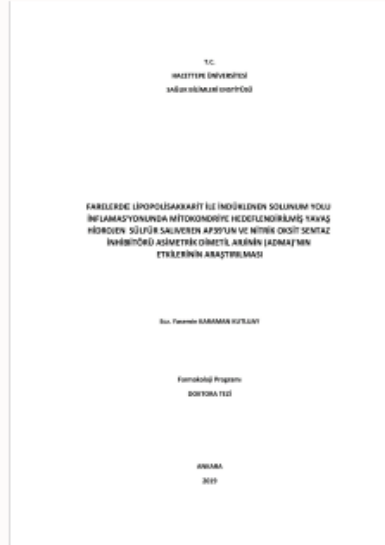 T.C.
HACETTEPE ÜNİVERSİTESİ
SAĞLIK BİLİMLERİ ENSTİTÜSÜ
FARELERDE LİPOPOLİSAKKARİT İLE İNDÜKLENEN SOLUNUM YOLU
İNFLAMASYONUNDA MİTOKONDRİYE HEDEFLENDİRİLMİŞ YAVAŞ
HİDROJEN SÜLFÜR SALIVEREN AP39'UN VE NİTRİK OKSİT SENTAZ
İNHİBİTÖRÜ ASİMETRİK DİMETİL ARJİNİN (ADMA)'NIN
ETKİLERİNİN ARAŞTIRILMASI
Ecz. Yasemin KARAMAN KUTLUAY
Farmakoloji Programı
DOKTORA TEZİ
ANKARA
2019